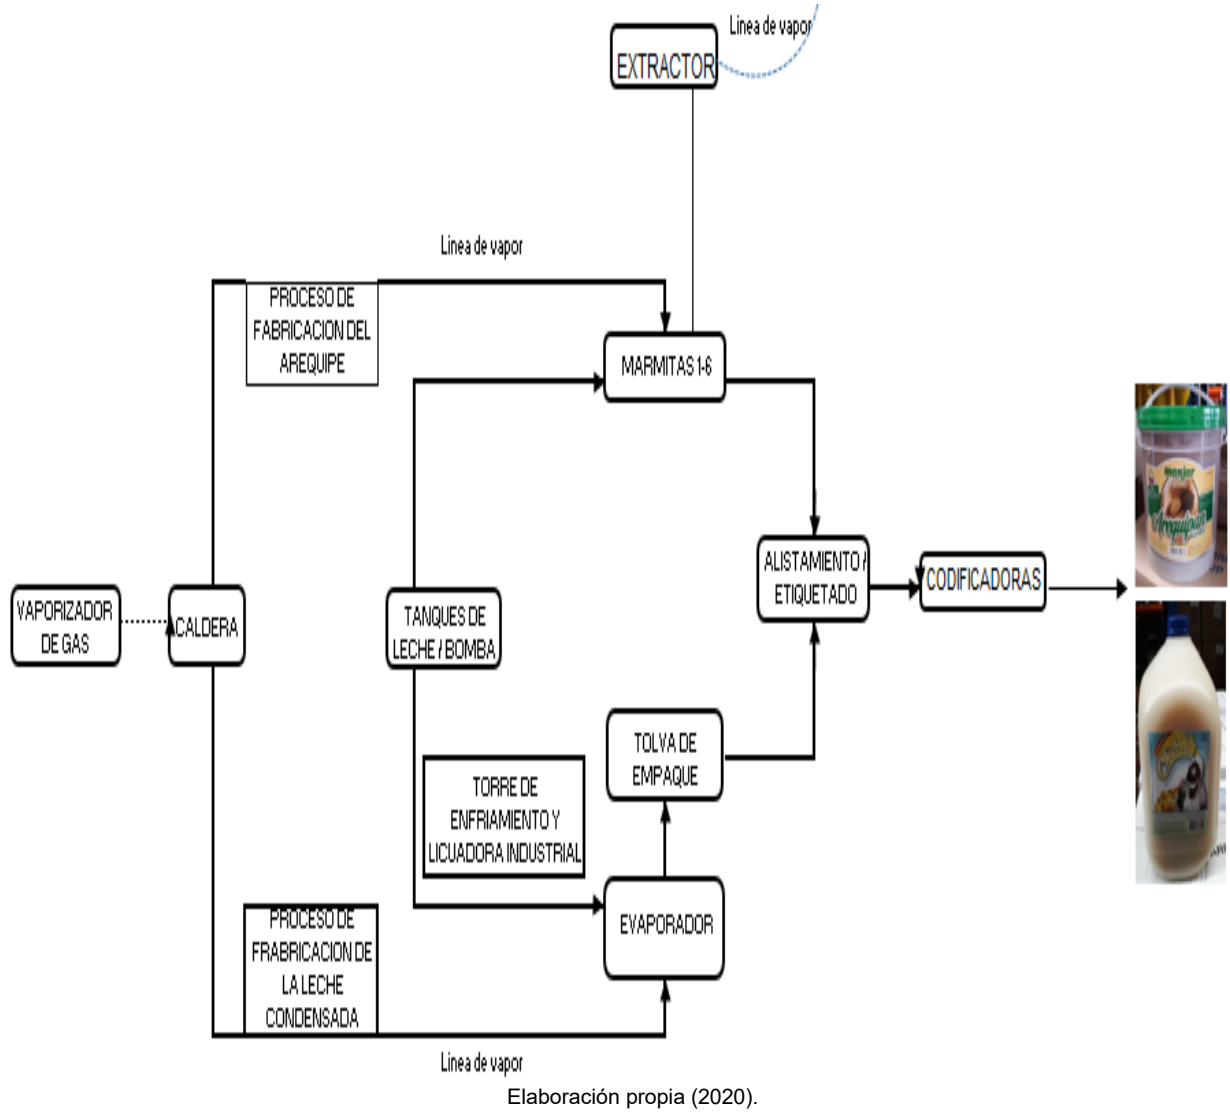 Linea de vapor
EXTRACTOR
Linea de vapor
PROCESO DE
FABRICACION DEL
AREQUIPE
MARMITAS 1-6
manjar
Arequipán
ALISTAMIENTO /
ETIQUETADO
CODIFICADORAS
VAPORIZADOR
DE GAS
CALDERA
TANQUES DE
LECHE / BOMBA
TOLVA DE
EMPAQUE
TORRE DE
ENFRIAMIENTO Y
LICUADORA INDUSTRIAL
EVAPORADOR
PROCESO DE
FRABRICACION DE
LA LECHE
CONDENSADA
Linea de vapor
Elaboración propia (2020).